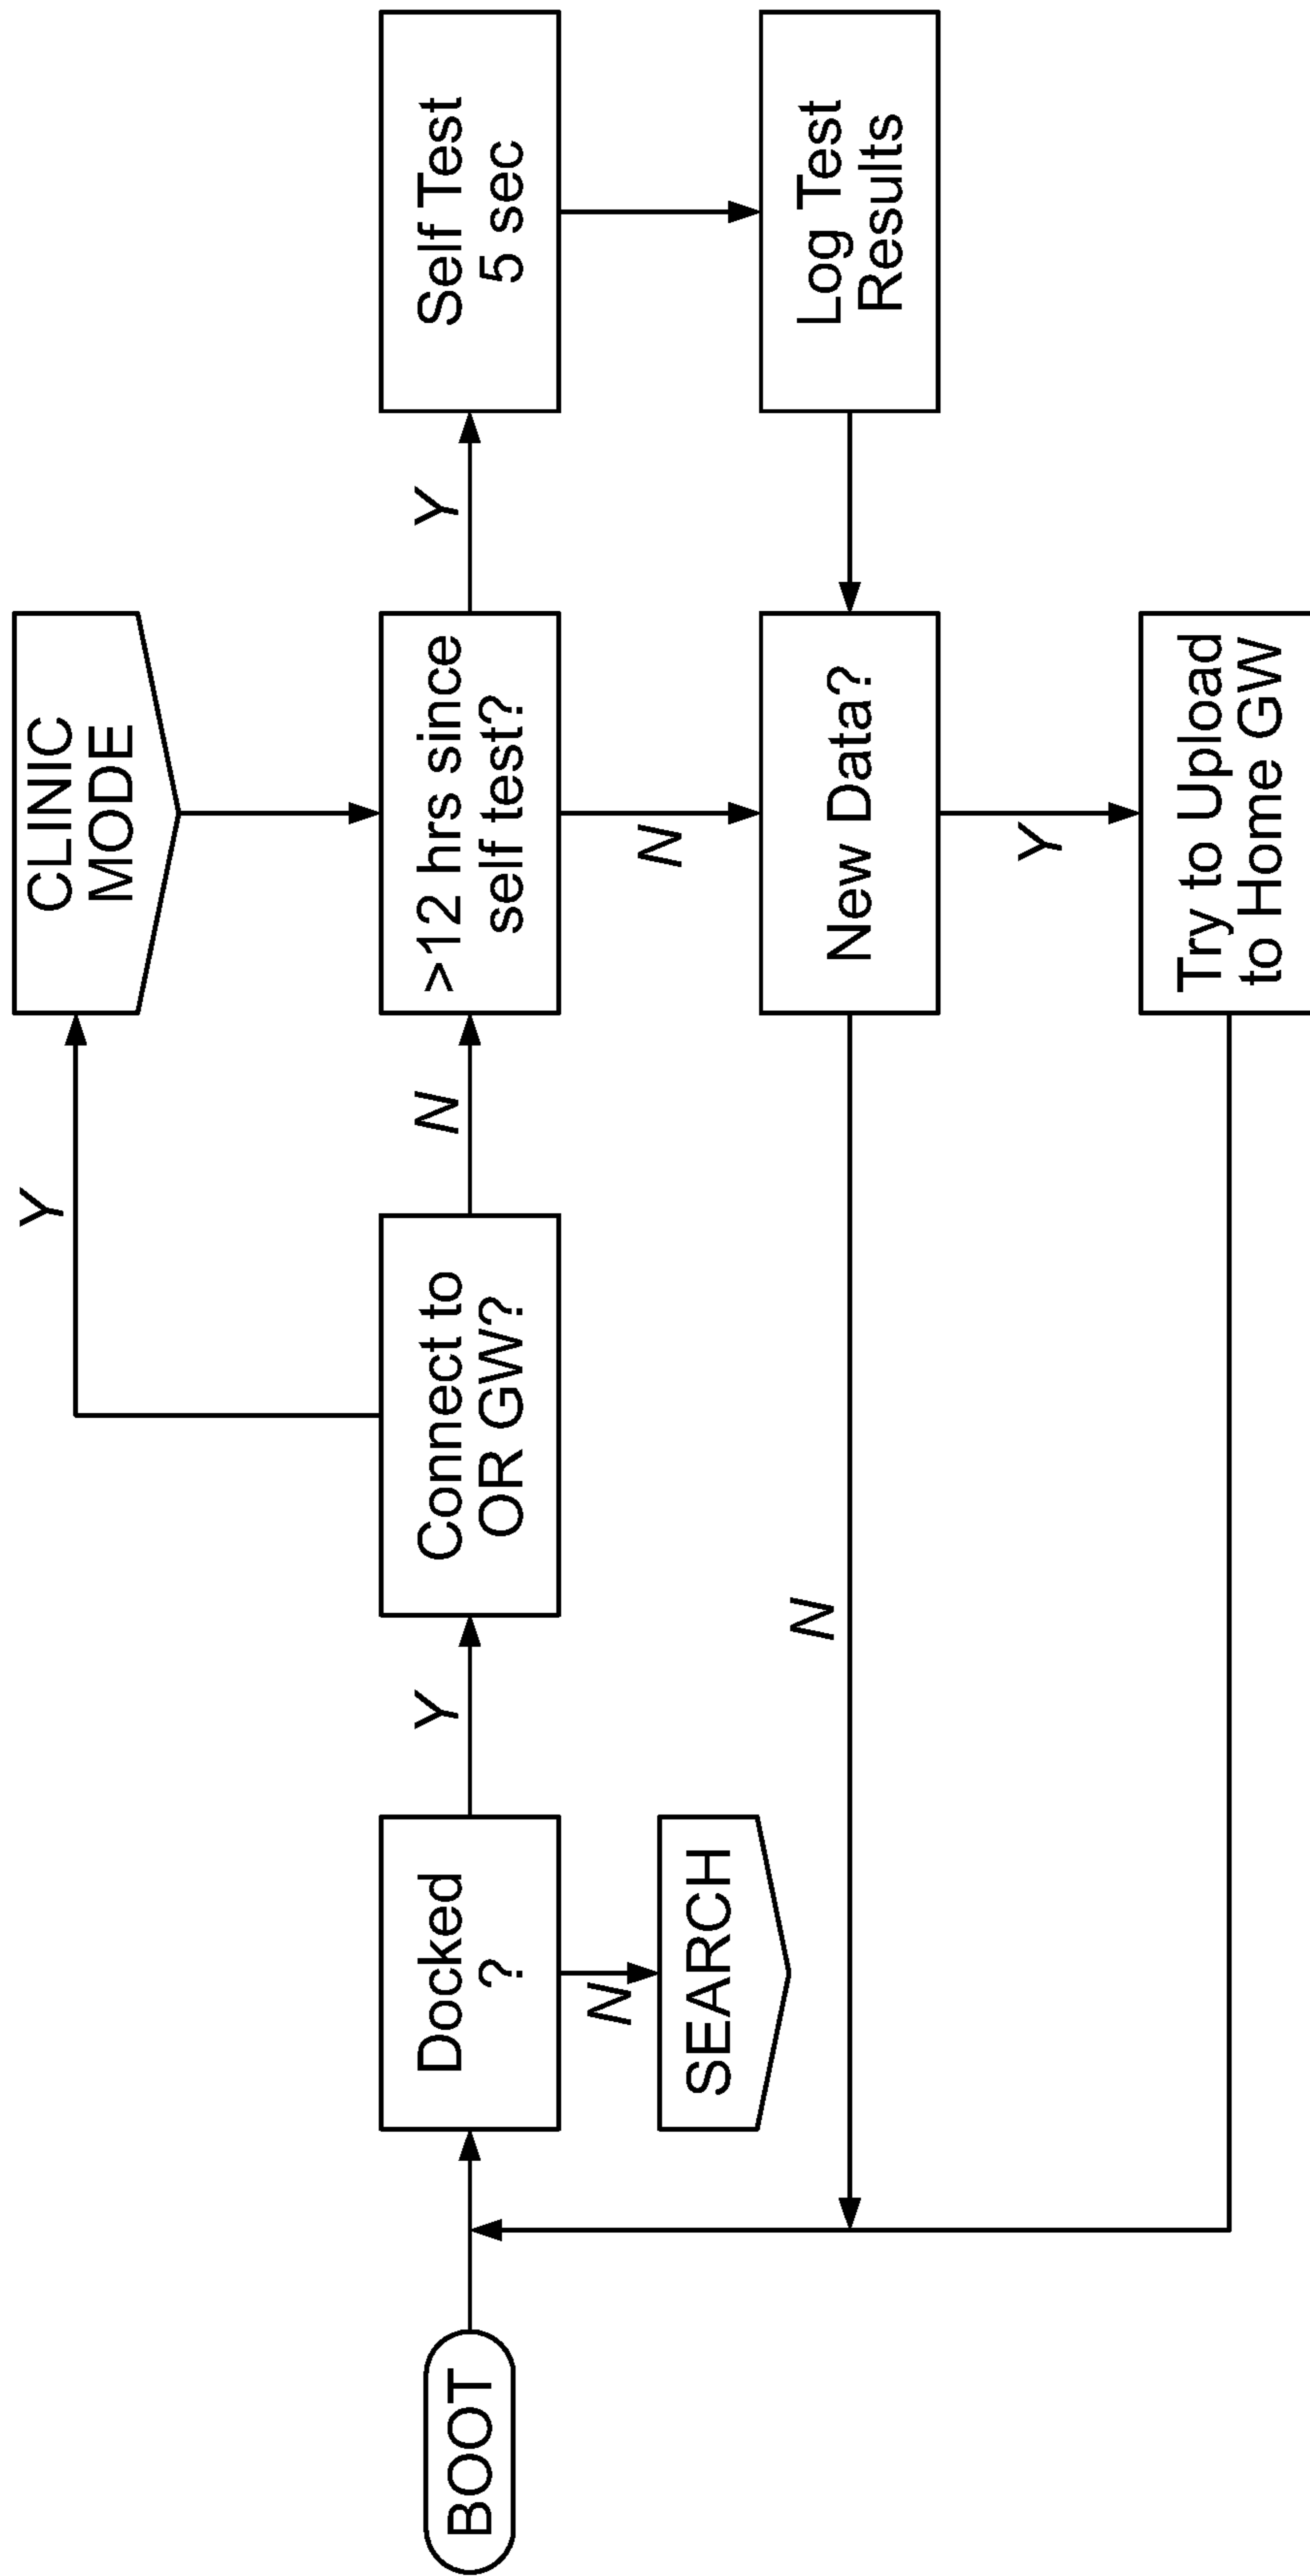 CLINIC
MODE
Y
BOOT
Docked
?
Y
Connect to
OR GW?
N
>12 hrs since
self test?
Y
Self Test
5 sec
N
SEARCH
N
N
New Data?
Log Test
Results
Y
Try to Upload
to Home GW